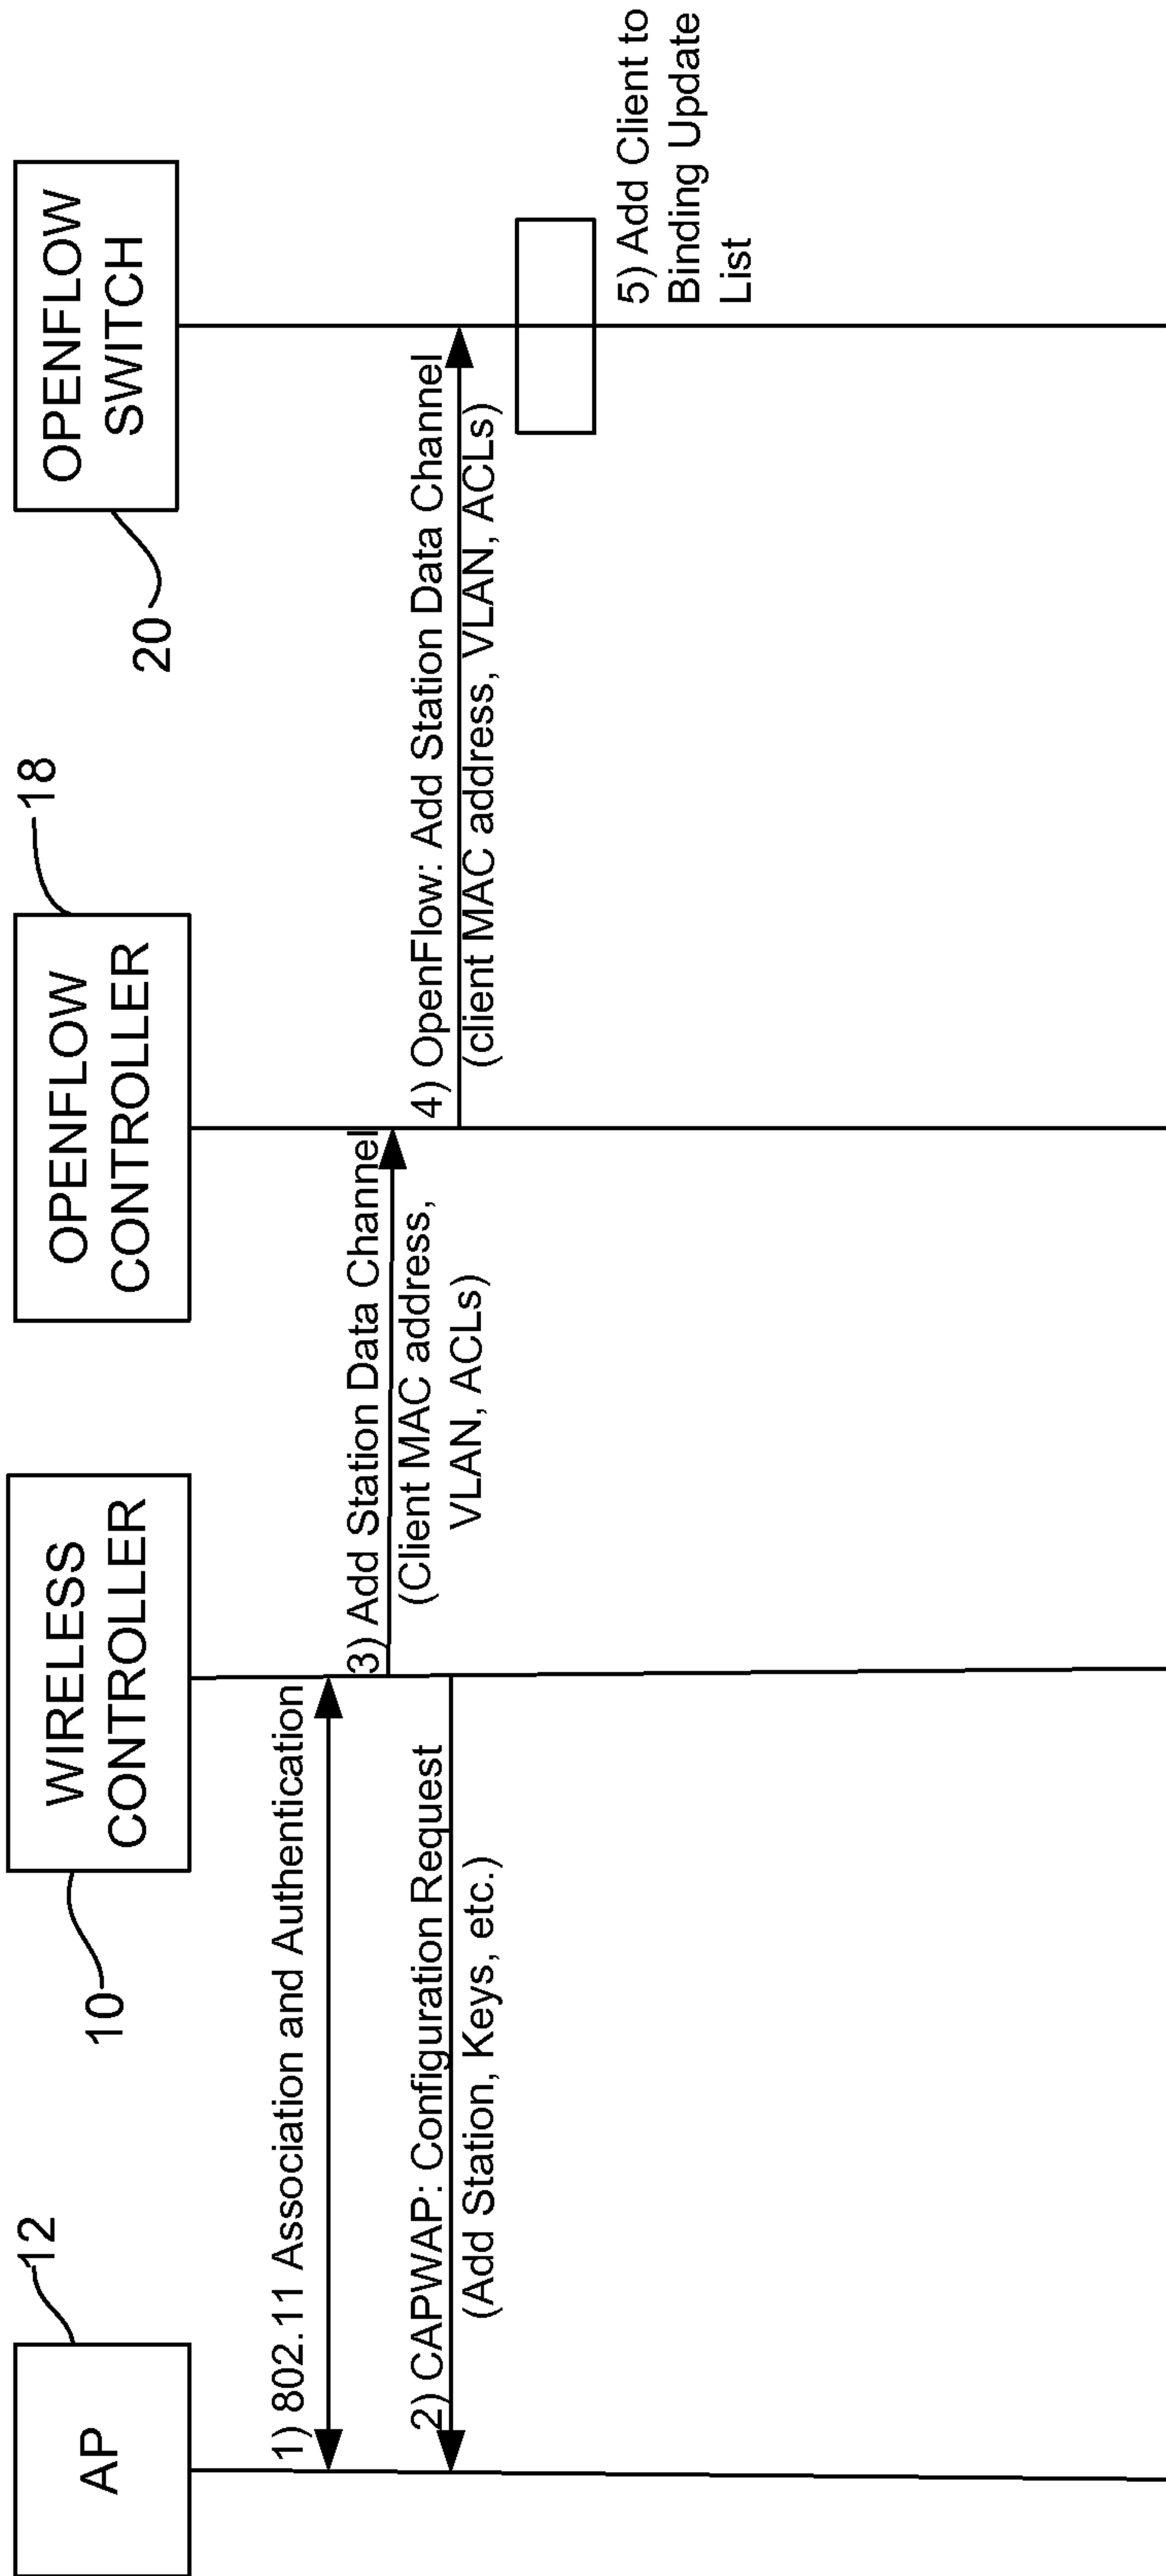 AP
12
WIRELESS
CONTROLLER
10
OPENFLOW
CONTROLLER
18
OPENFLOW
SWITCH
20
1) 802.11 Association and Authentication
2) CAPWAP: Configuration Request
(Add Station, Keys, etc.)
3) Add Station Data Channel
(Client MAC address,
VLAN, ACLs)
4) OpenFlow: Add Station Data Channel
(client MAC address, VLAN, ACLs)
5) Add Client to
Binding Update
List